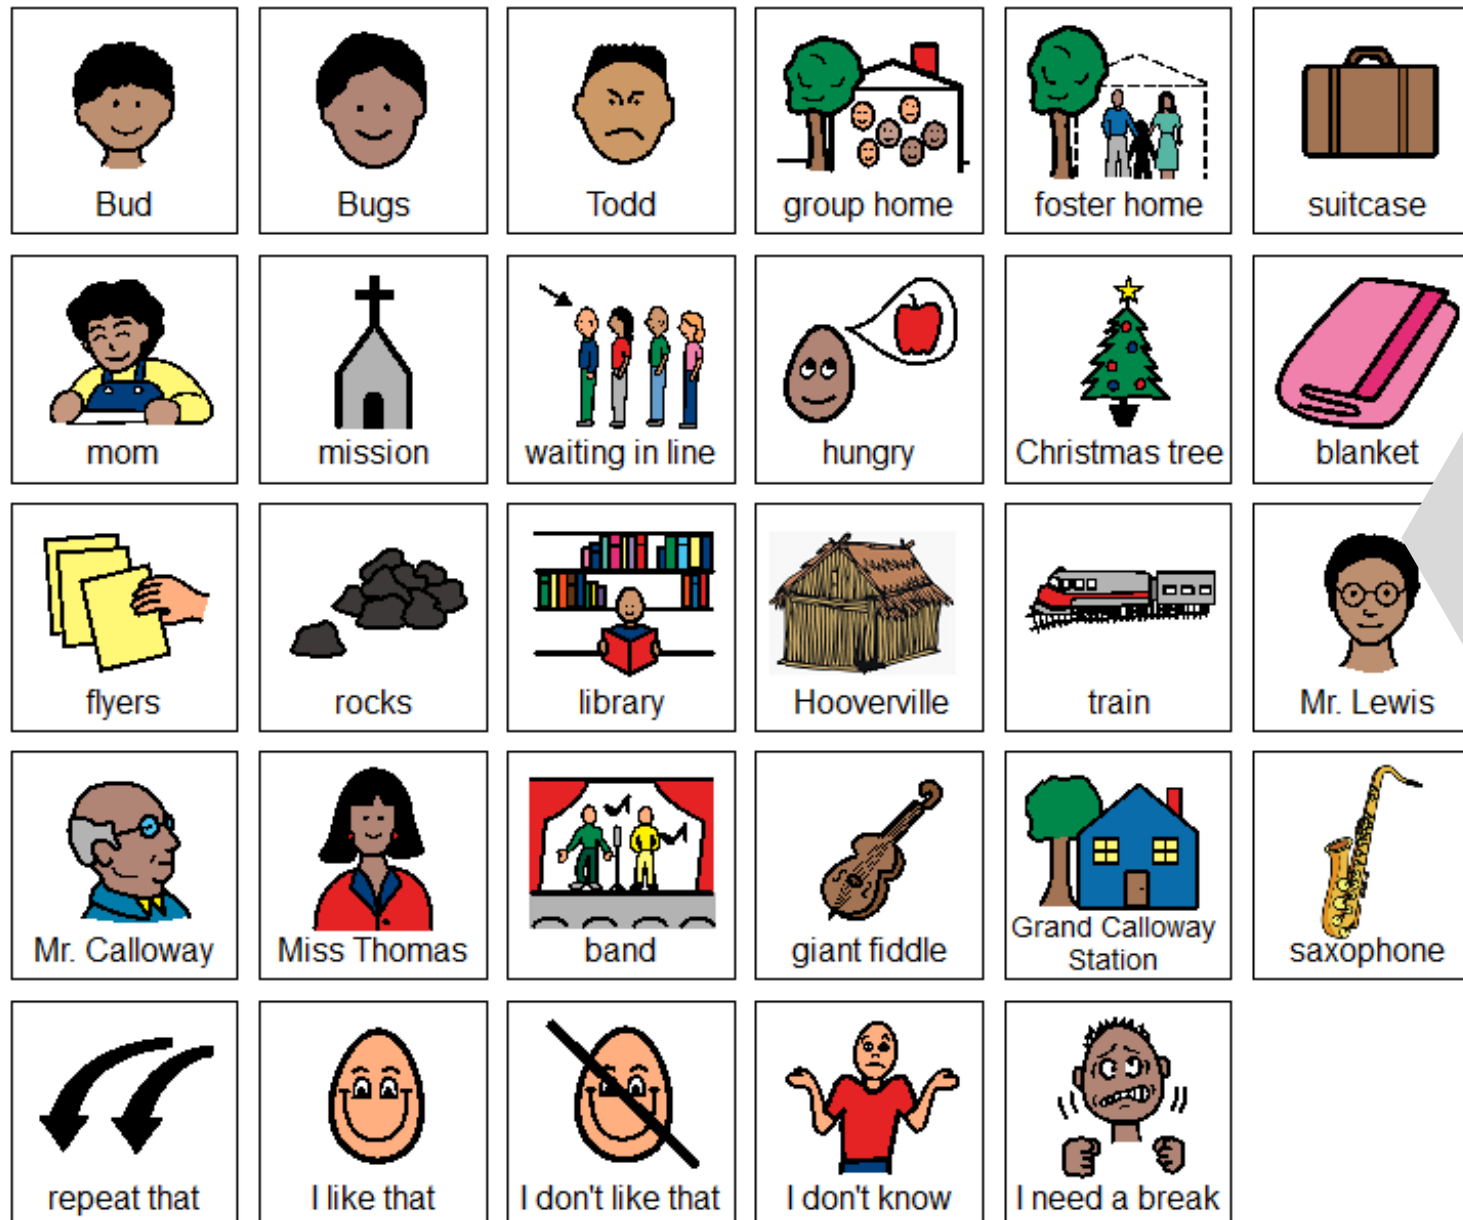 Bud
Bugs
Todd
group home
foster home
suitcase
mom
mission
waiting in line
hungry
Christmas tree
blanket
flyers
rocks
library
Hooverville
train
Mr. Lewis
Mr. Calloway
Miss Thomas
band
giant fiddle
Grand Calloway
Station
saxophone
repeat that
I like that
I don't like that
I don't know
I need a break